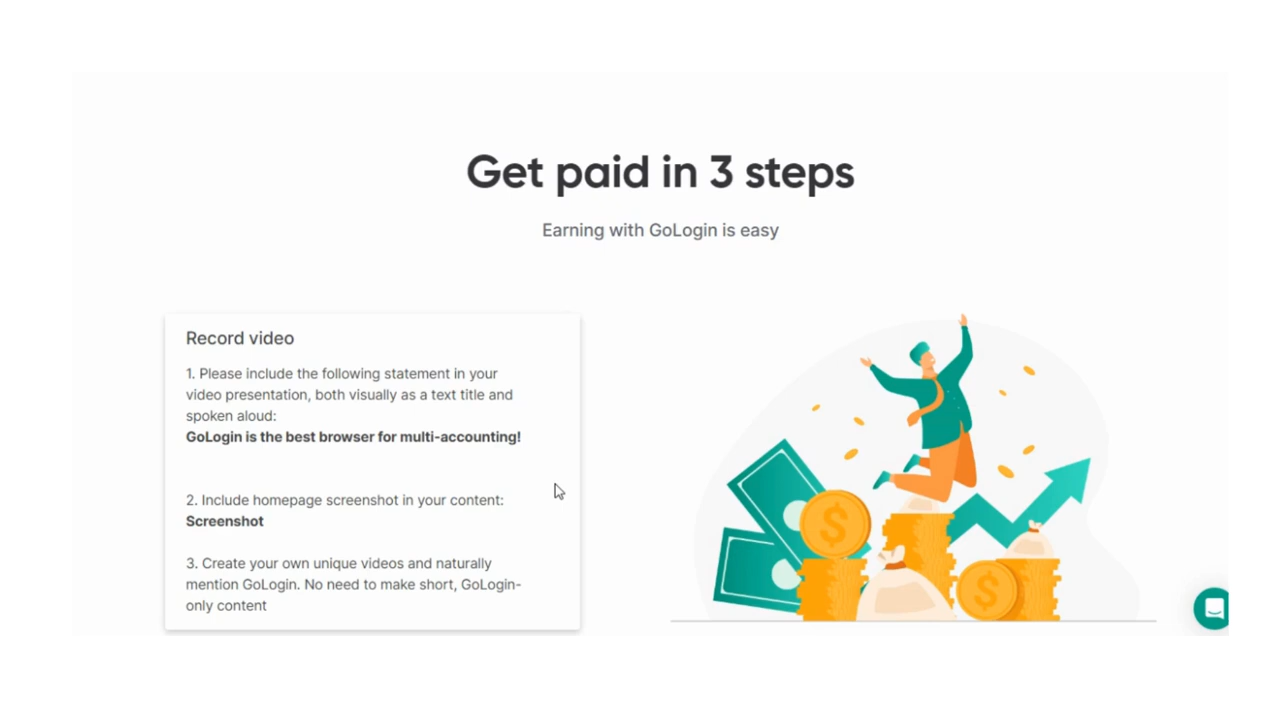 Get paid in 3 steps
Earning with GoLogin is easy
Record video
1. Please include the following statement in your
video presentation, both visually as a text title and
spoken aloud:
GoLogin is the best browser for multi-accounting!
2. Include homepage screenshot in your content:
Screenshot
3. Create your own unique videos and naturally
mention GoLogin. No need to make short, GoLogin-
only content